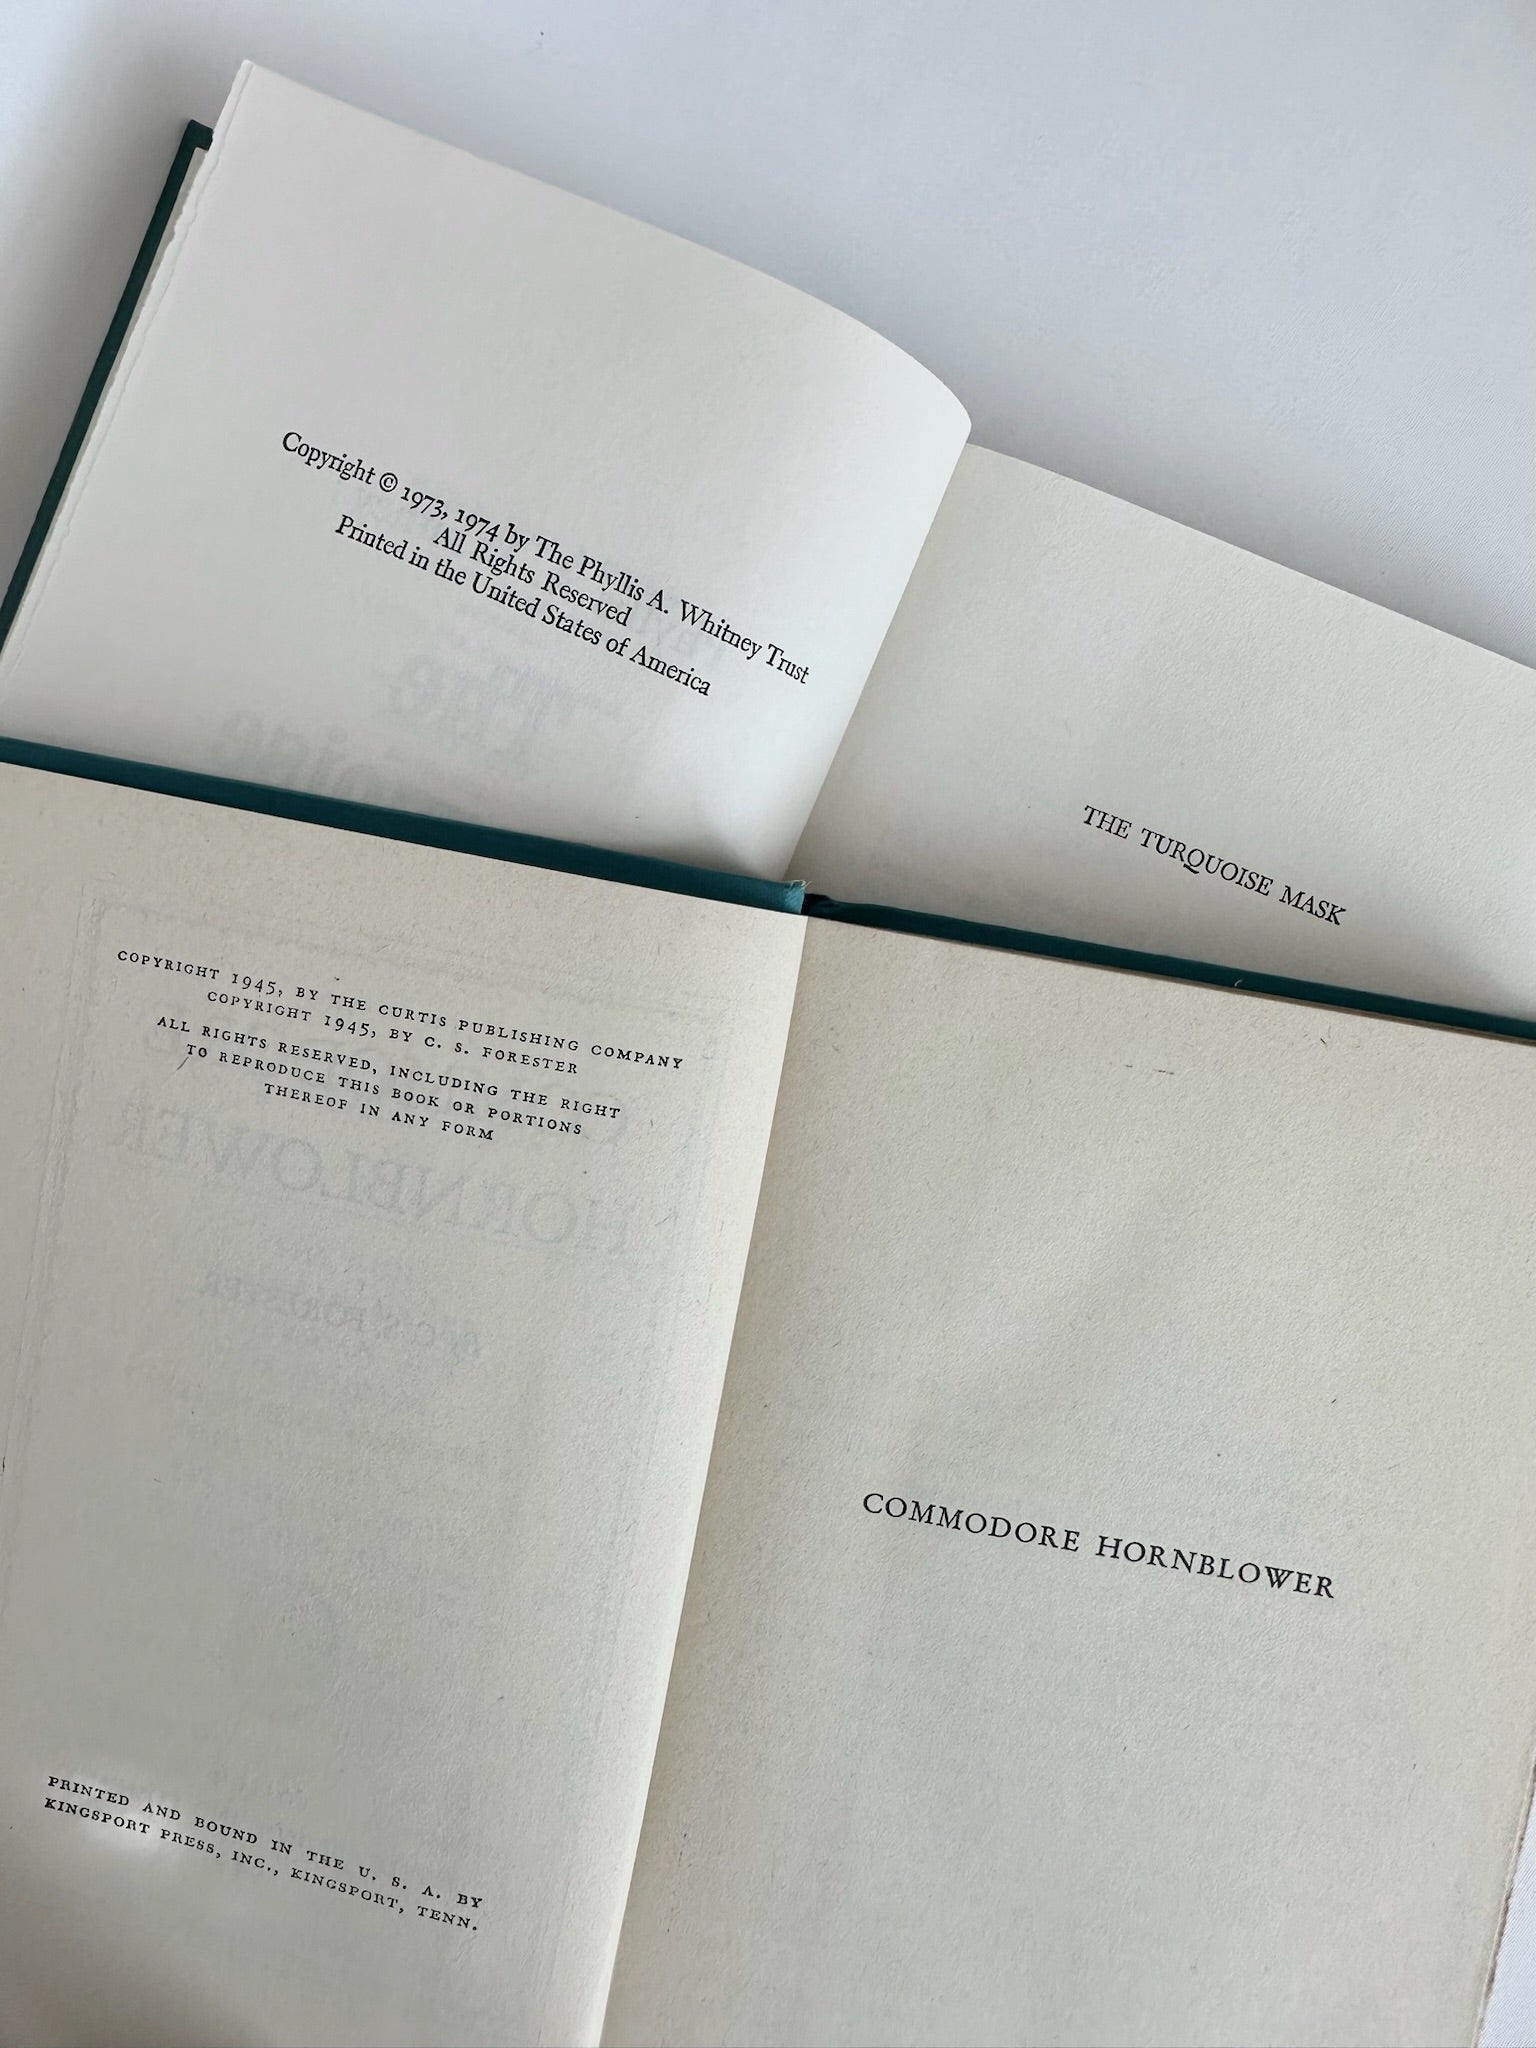 Copyright © 1973, 1974 by The Phyllis A. Whitney Trust
All Rights Reserved
Printed in the United States of America
THE TURQUOISE MASK
COPYRIGHT 1945, BY THE CURTIS PUBLISHING COMPANY
COPYRIGHT 1945, BY C. S. FORESTER
ALL RIGHTS RESERVED, INCLUDING THE RIGHT
TO REPRODUCE THIS BOOK OR PORTIONS
THEREOF IN ANY FORM
HORNBLOWER
C. S. FORESTER
PRINTED AND BOUND IN THE U. S. A. BY
KINGSPORT PRESS, INC., KINGSPORT, TENN.
COMMODORE HORNBLOWER